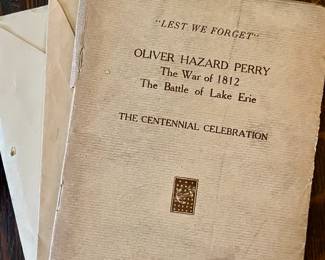 "LEST WE FORGET"
OLIVER HAZARD PERRY
The War of 1812
The Battle of Lake Erie
THE CENTENNIAL CELEBRATION